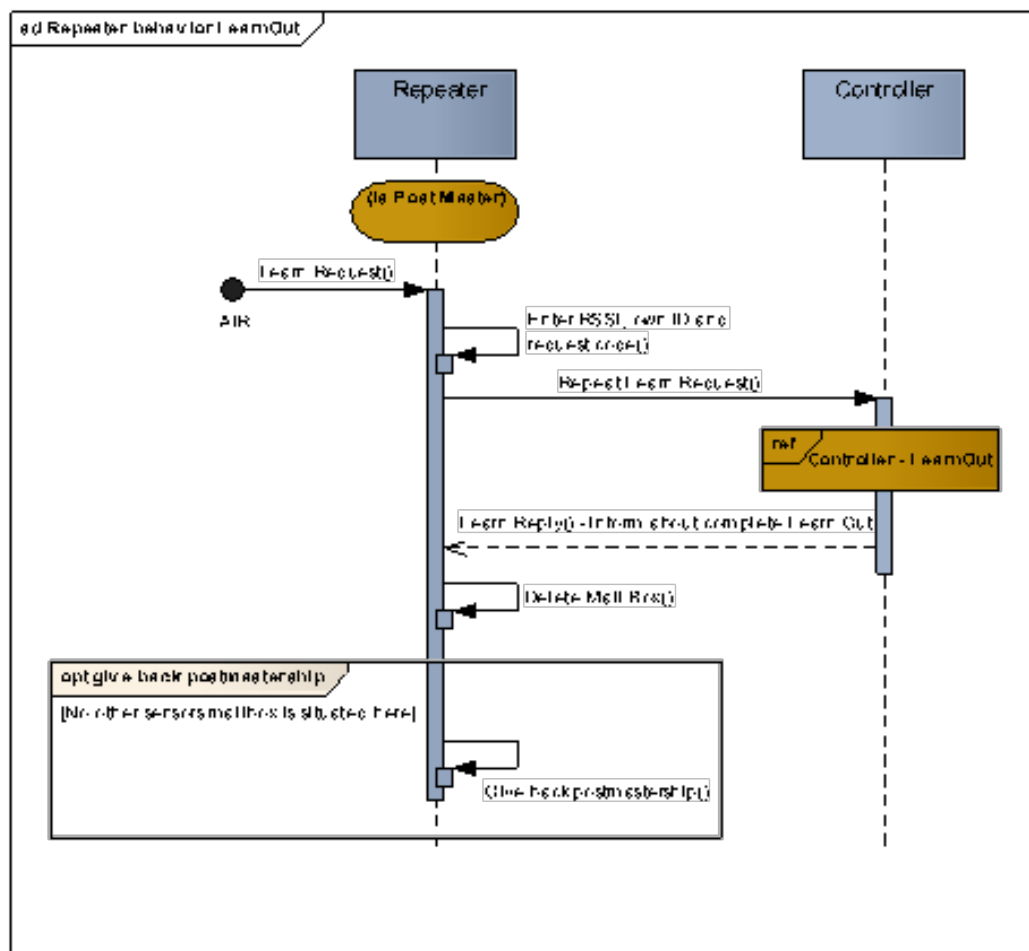 sd Repeater behavior LearnOut
Repeater
Controller
(Is PostMaster)
Learn Request()
AIR
Enter RSSI, own ID and
request code()
Repeat Learn Request()
ref
Controller - LearnOut
Learn Reply() - Inform about complete Learn Out
Delete Mail Box()
opt give back postmastership
[No other sensors mailbox is situated here]
Give back postmastership()